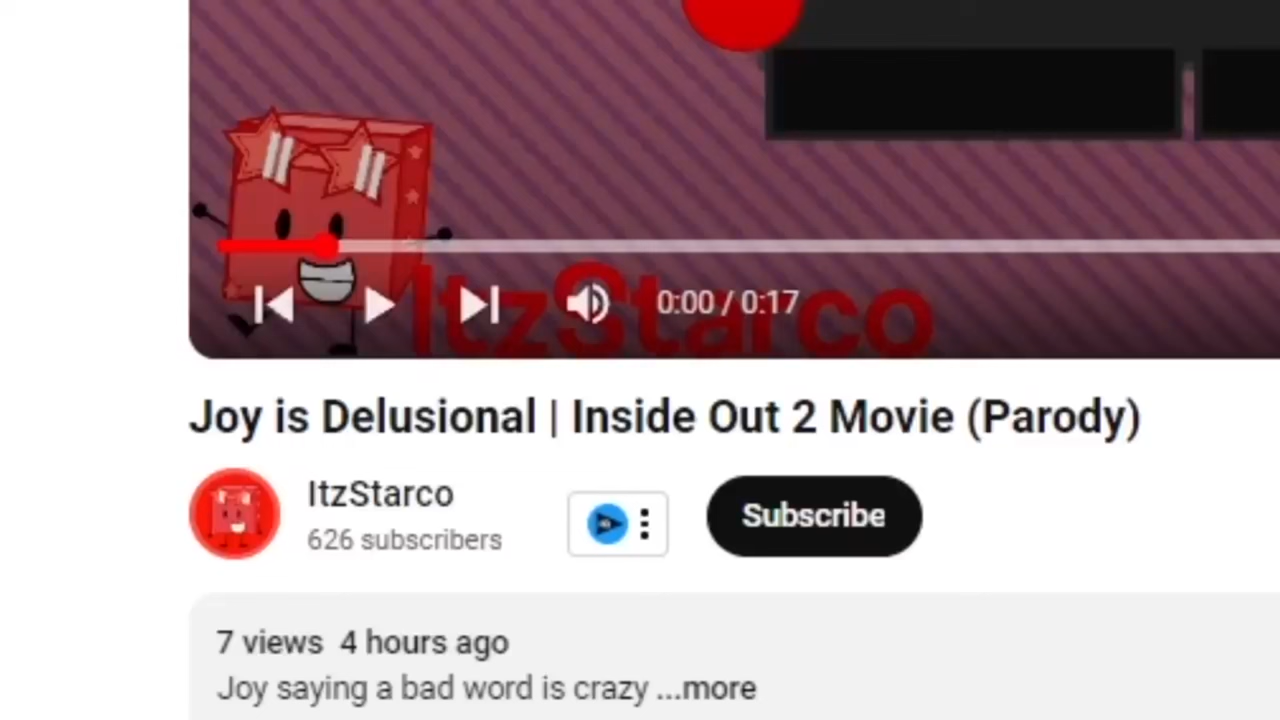 ItzStarco
0:00 / 0:17
Joy is Delusional | Inside Out 2 Movie (Parody)
ItzStarco
626 subscribers
Subscribe
7 views 4 hours ago
Joy saying a bad word is crazy ...more